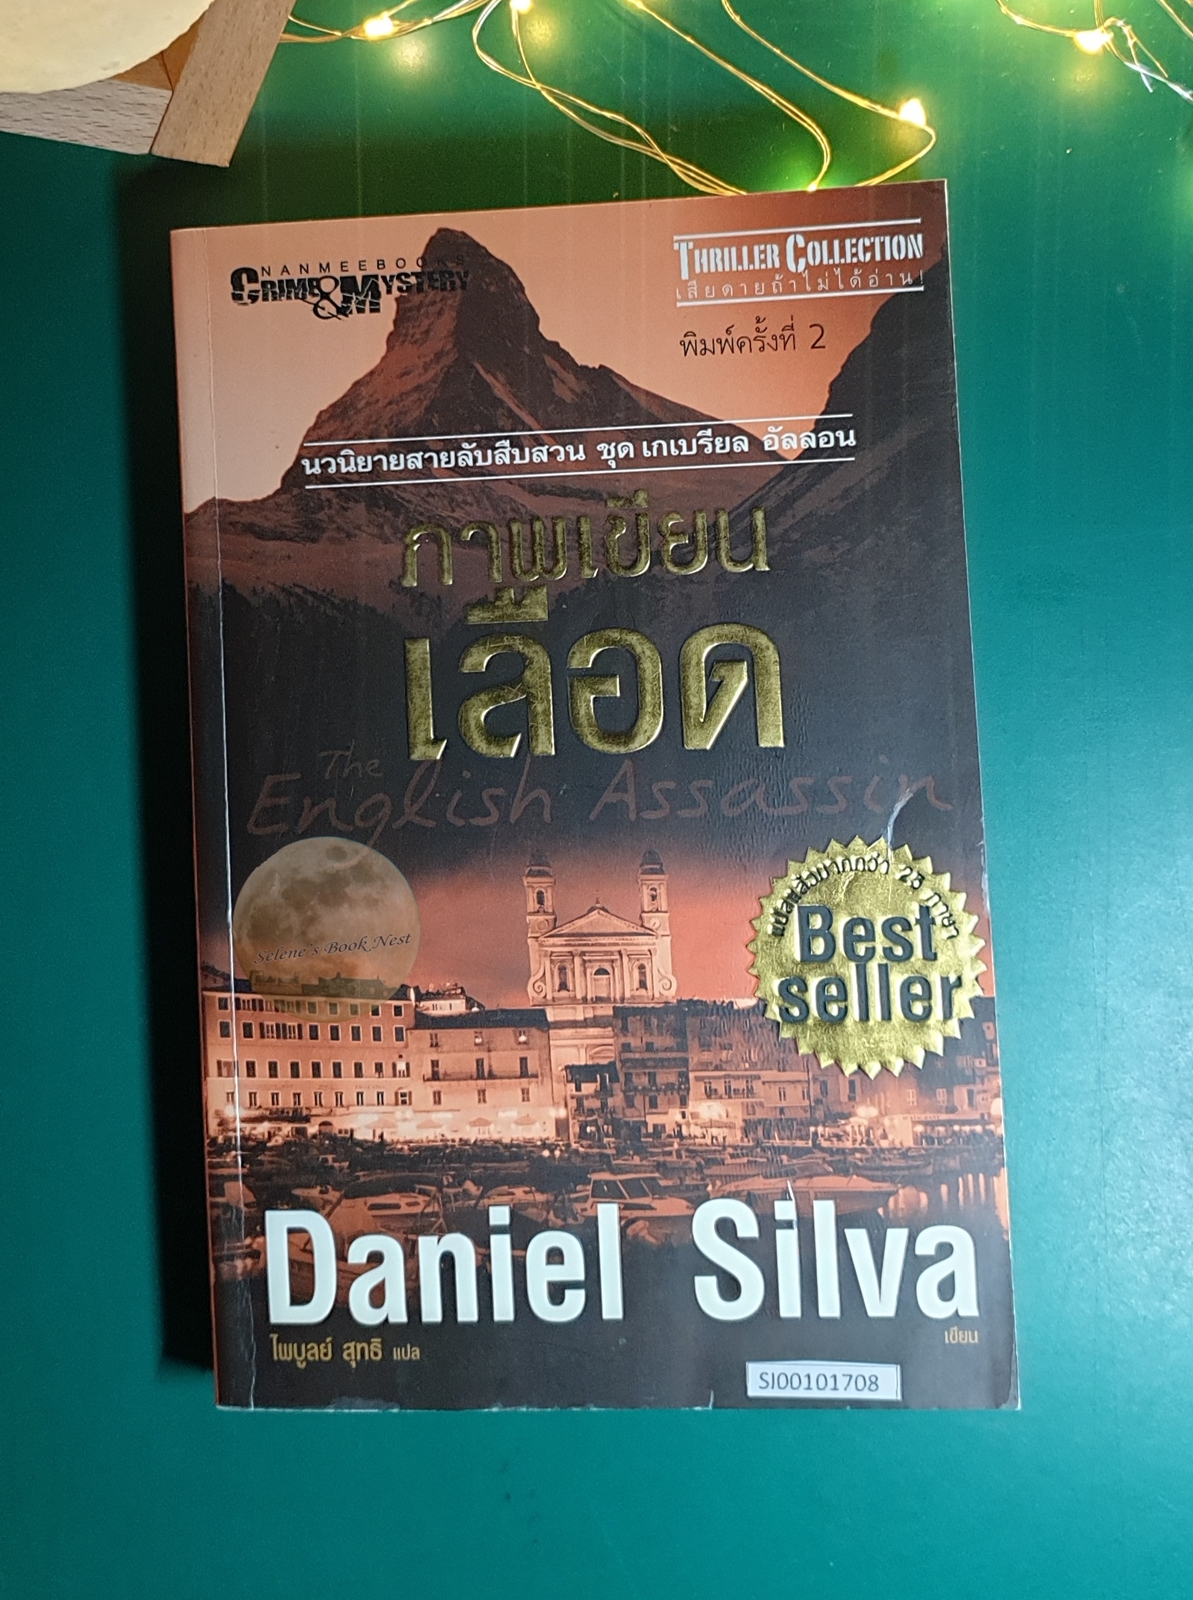 NANMEEBOOKS
CRIME & MYSTERY
THRILLER COLLECTION
เสียดายถ้าไม่ได้อ่าน!
พิมพ์ครั้งที่ 2
นวนิยายสายลับสืบสวน ชุด เกเบรียล อัลลอน
ภาพเขียน
เลือด
The
English Assassin
แปลแล้วมากกว่า 25 ภาษา
Best
seller
Selene's Book Nest
Daniel Silva
เขียน
ไพบูลย์ สุทธิ แปล
SI00101708